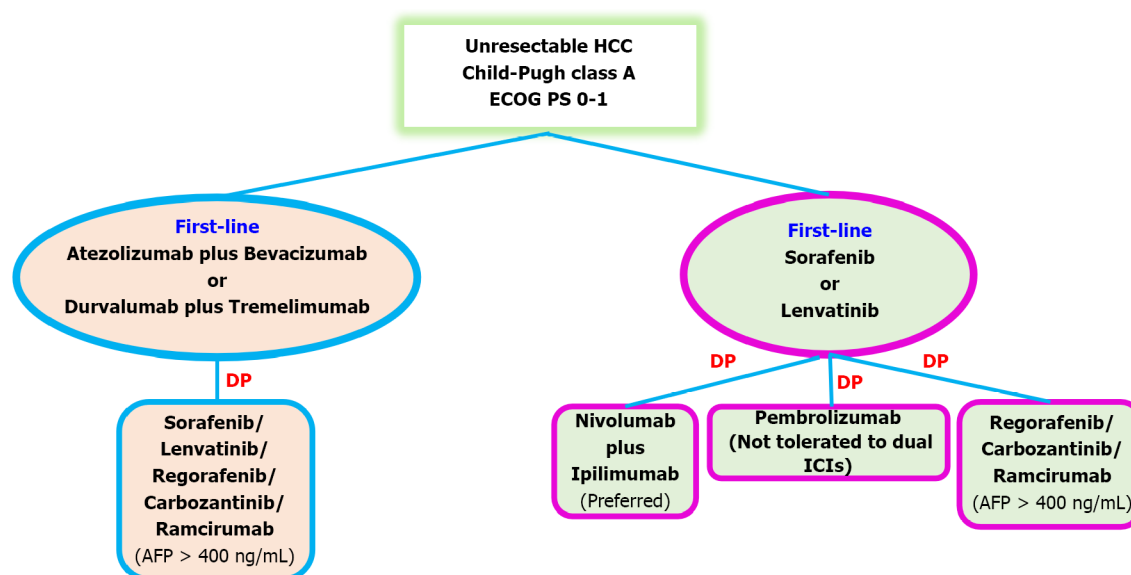 Unresectable HCC
Child-Pugh class A
ECOG PS 0-1
First-line
Atezolizumab plus Bevacizumab
or
Durvalumab plus Tremelimumab
First-line
Sorafenib
or
Lenvatinib
DP
Sorafenib/
Lenvatinib/
Regorafenib/
Carbozantinib/
Ramcirumab
(AFP > 400 ng/mL)
DP
DP
DP
Nivolumab
plus
Ipilimumab
(Preferred)
Pembrolizumab
(Not tolerated to dual
ICIs)
Regorafenib/
Carbozantinib/
Ramcirumab
(AFP > 400 ng/mL)